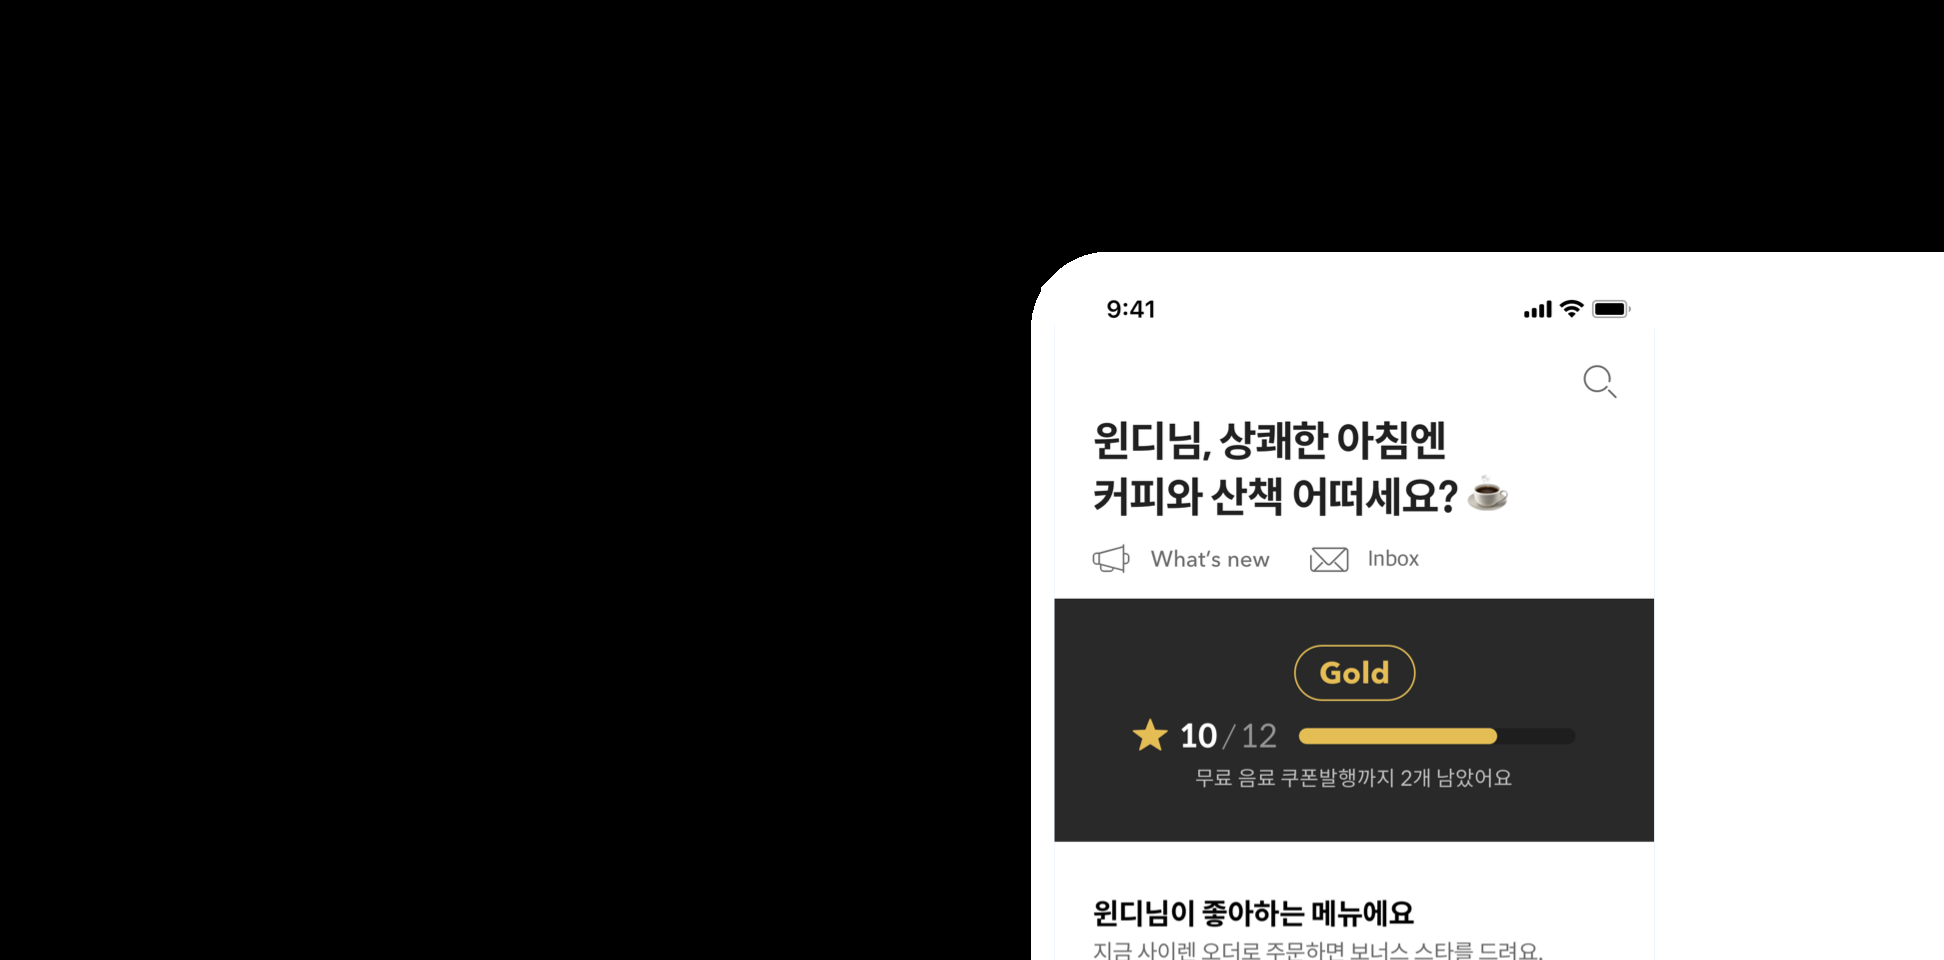 9:41
윈디님, 상쾌한 아침엔
커피와 산책 어떠세요?
What's new Inbox
Gold
10/12
무료 음료 쿠폰발행까지 2개 남았어요
윈디님이 좋아하는 메뉴에요
지금 사이렌 오더로 주문하면 보너스 스타를 드려요.